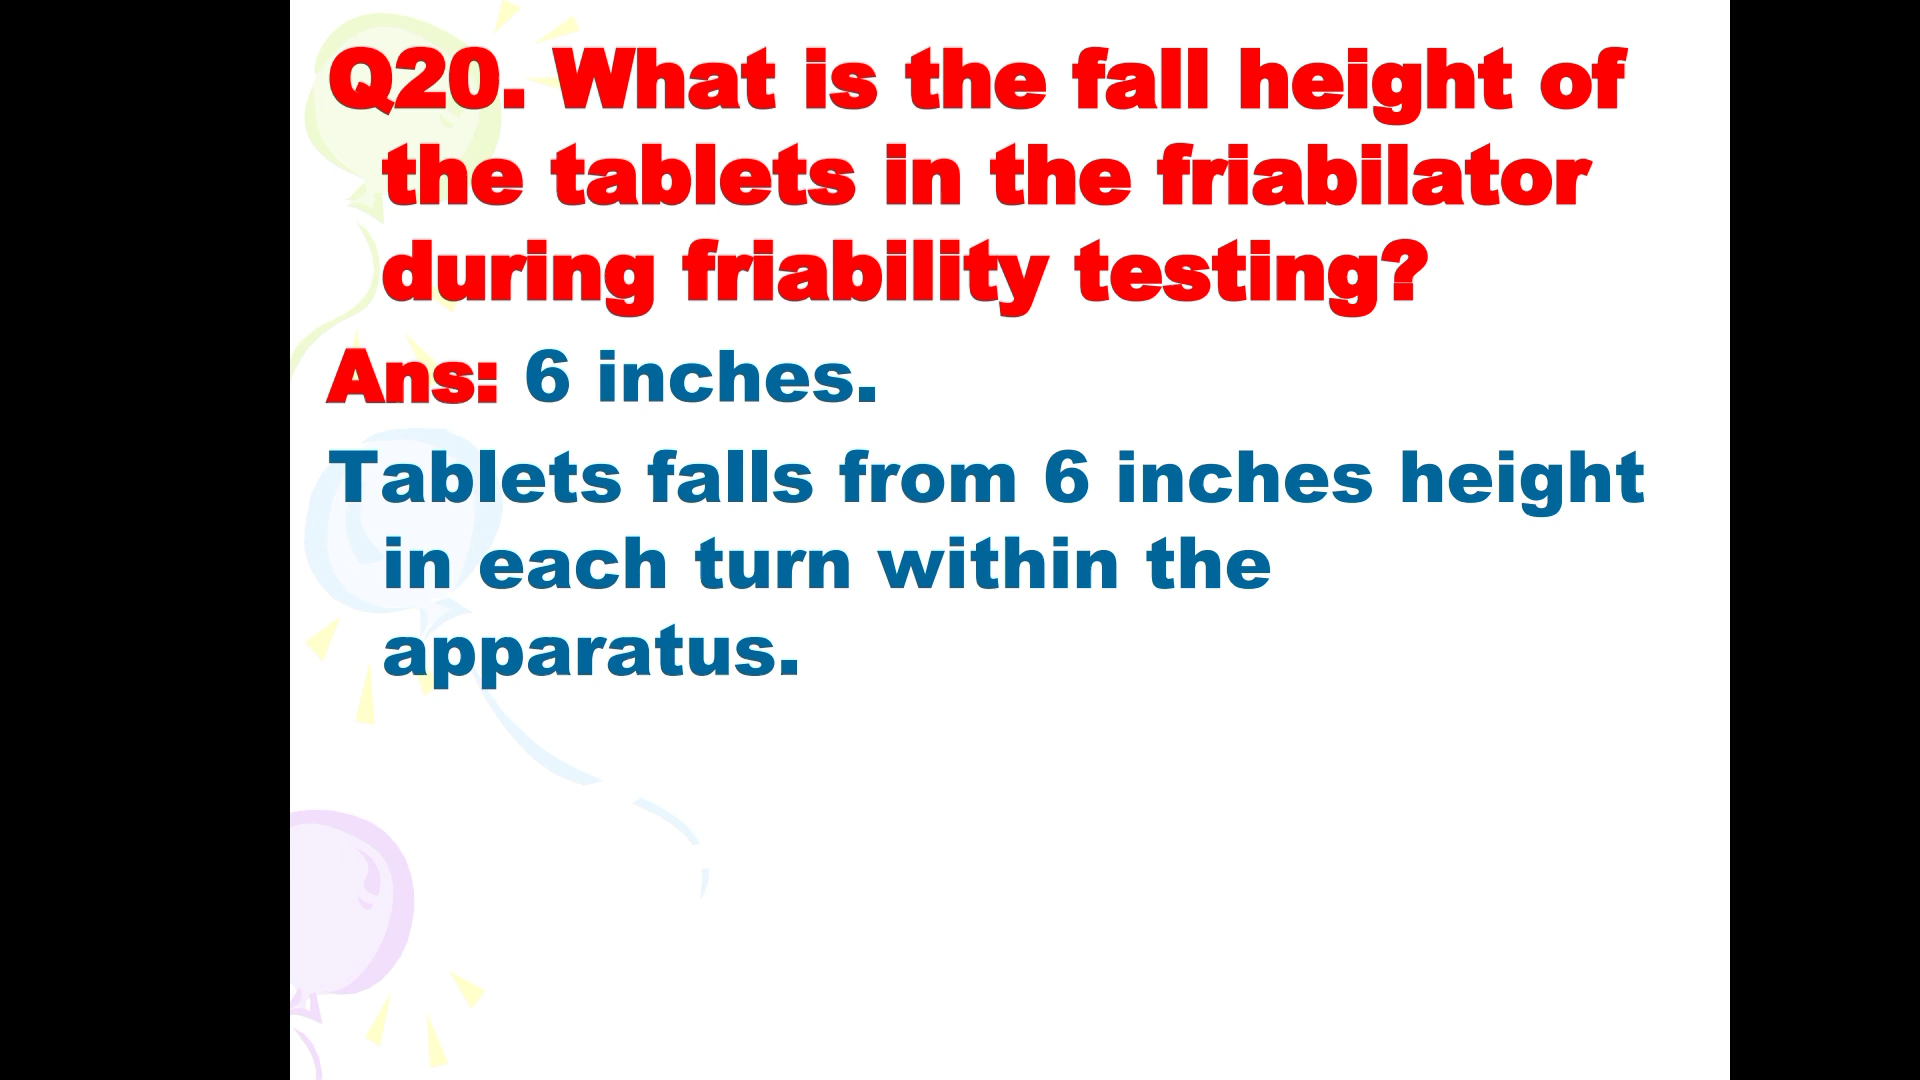 Q20. What is the fall height of
the tablets in the friabilator
during friability testing?
Ans: 6 inches.
Tablets falls from 6 inches height
in each turn within the
apparatus.